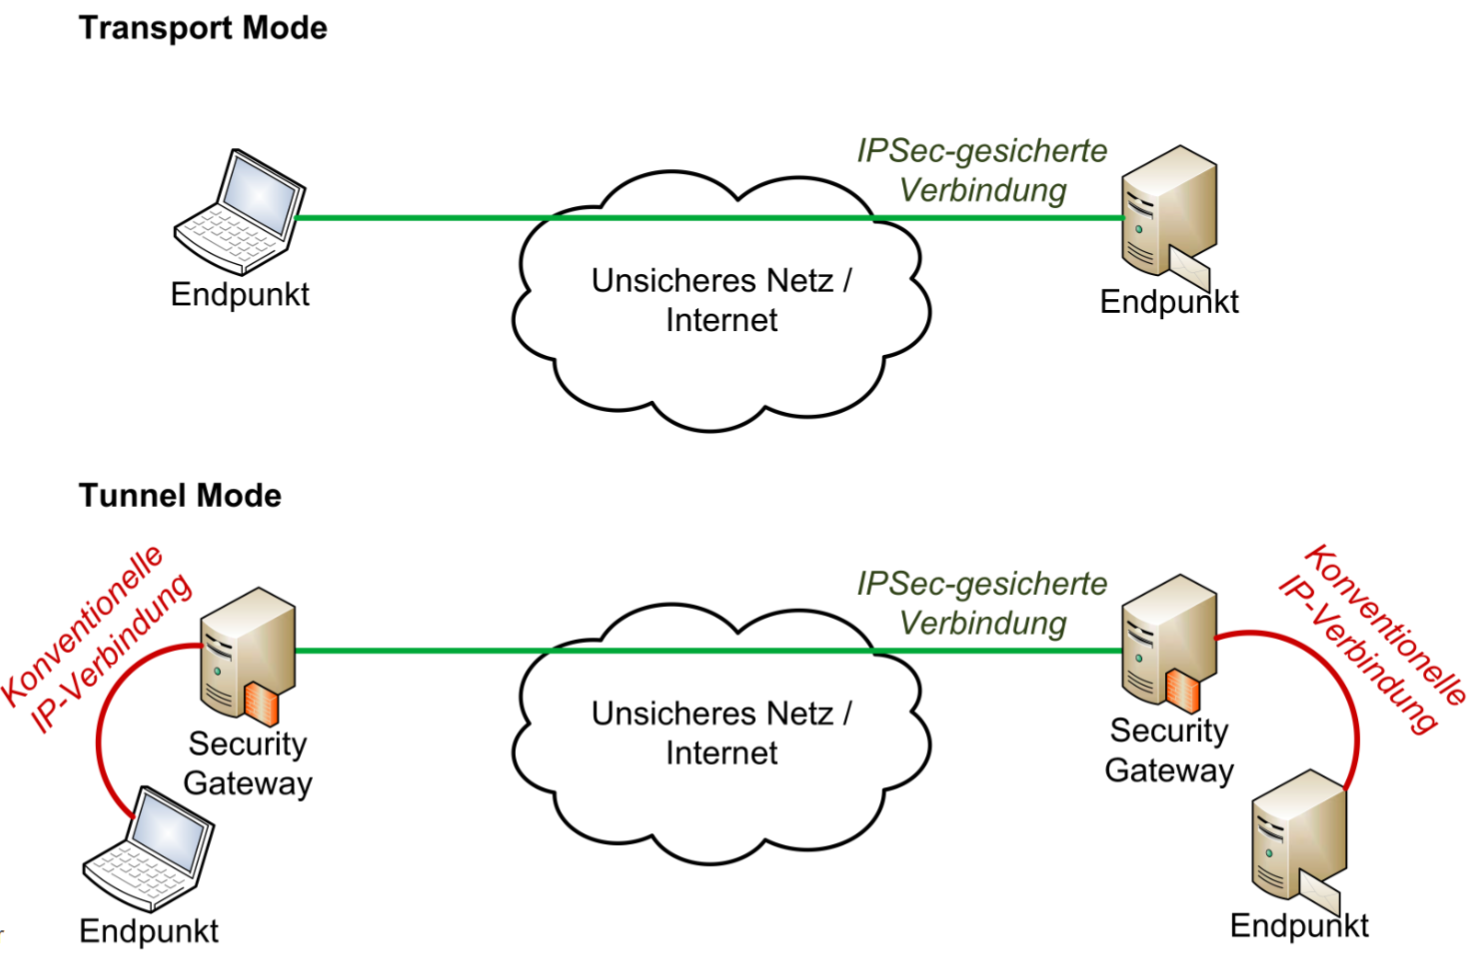 Transport Mode
IPSec-gesicherte
Verbindung
Unsicheres Netz /
Internet
Endpunkt
Endpunkt
Tunnel Mode
Konventionelle
IP-Verbindung
IPSec-gesicherte
Verbindung
Konventionelle
IP-Verbindung
Unsicheres Netz /
Internet
Security
Gateway
Security
Gateway
Endpunkt
Endpunkt